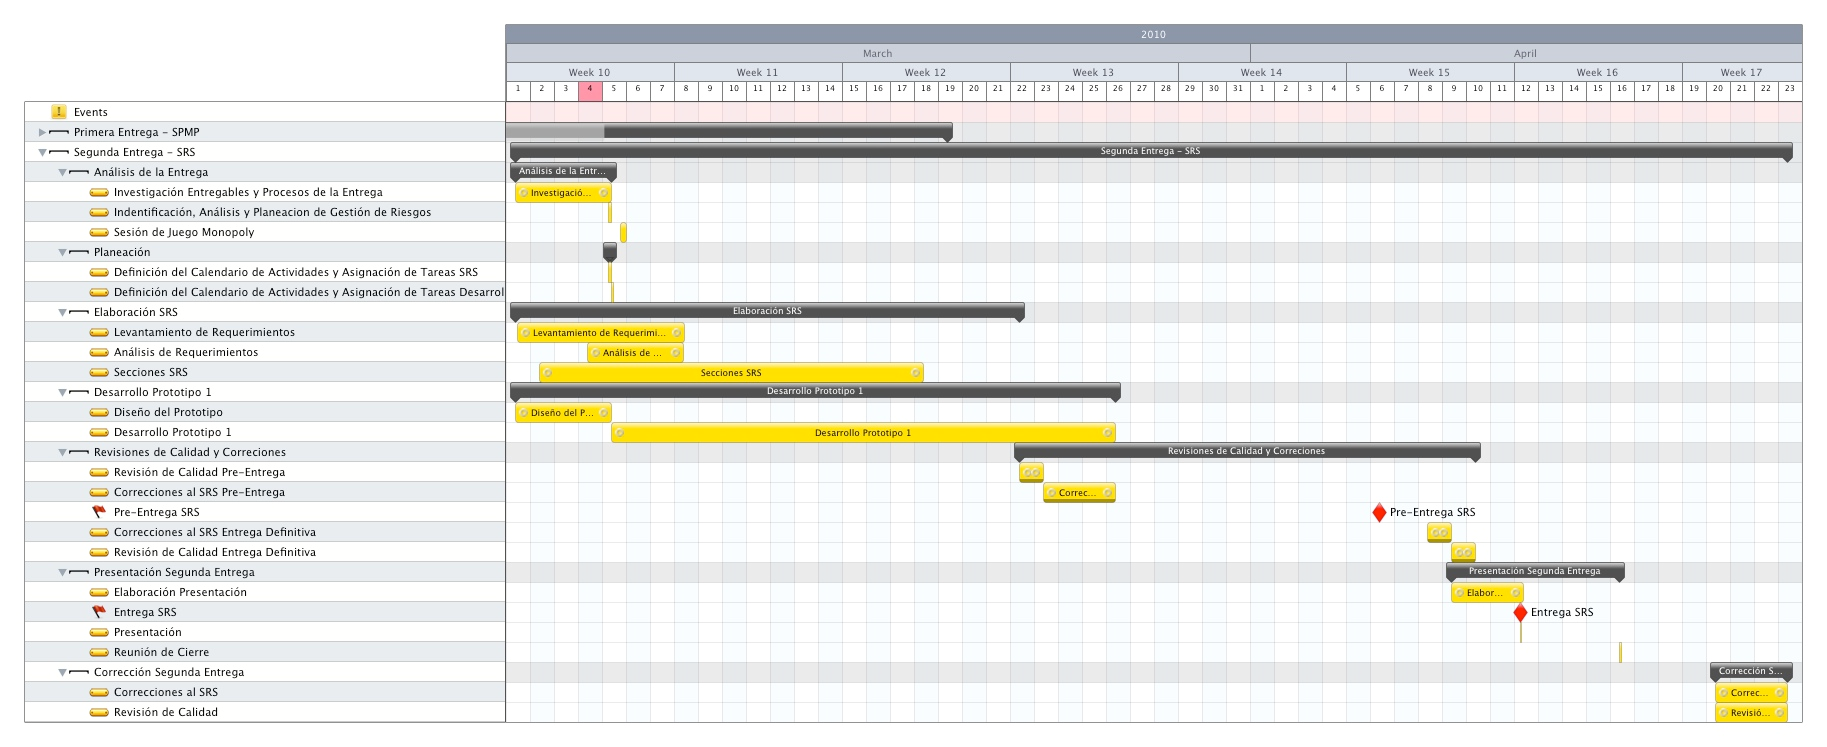 2010
March April
Week 10 Week 11 Week 12 Week 13 Week 14 Week 15 Week 16 Week 17
1 2 3 4 5 6 7 8 9 10 11 12 13 14 15 16 17 18 19 20 21 22 23 24 25 26 27 28 29 30 31 1 2 3 4 5 6 7 8 9 10 11 12 13 14 15 16 17 18 19 20 21 22 23
Events
Primera Entrega – SPMP
Segunda Entrega – SRS Segunda Entrega – SRS
Análisis de la Entrega Análisis de la Entr...
Investigación Entregables y Procesos de la Entrega Investigació...
Indentificación, Análisis y Planeacion de Gestión de Riesgos
Sesión de Juego Monopoly
Planeación
Definición del Calendario de Actividades y Asignación de Tareas SRS
Definición del Calendario de Actividades y Asignación de Tareas Desarrol
Elaboración SRS Elaboración SRS
Levantamiento de Requerimientos Levantamiento de Requerimi...
Análisis de Requerimientos Análisis de ...
Secciones SRS Secciones SRS
Desarrollo Prototipo 1 Desarrollo Prototipo 1
Diseño del Prototipo Diseño del P...
Desarrollo Prototipo 1 Desarrollo Prototipo 1
Revisiones de Calidad y Correciones Revisiones de Calidad y Correciones
Revisión de Calidad Pre-Entrega
Correcciones al SRS Pre-Entrega Correc...
Pre-Entrega SRS Pre-Entrega SRS
Correcciones al SRS Entrega Definitiva
Revisión de Calidad Entrega Definitiva
Presentación Segunda Entrega Presentación Segunda Entrega
Elaboración Presentación Elabor...
Entrega SRS Entrega SRS
Presentación
Reunión de Cierre
Corrección Segunda Entrega Corrección S...
Correcciones al SRS Correc...
Revisión de Calidad Revisió...